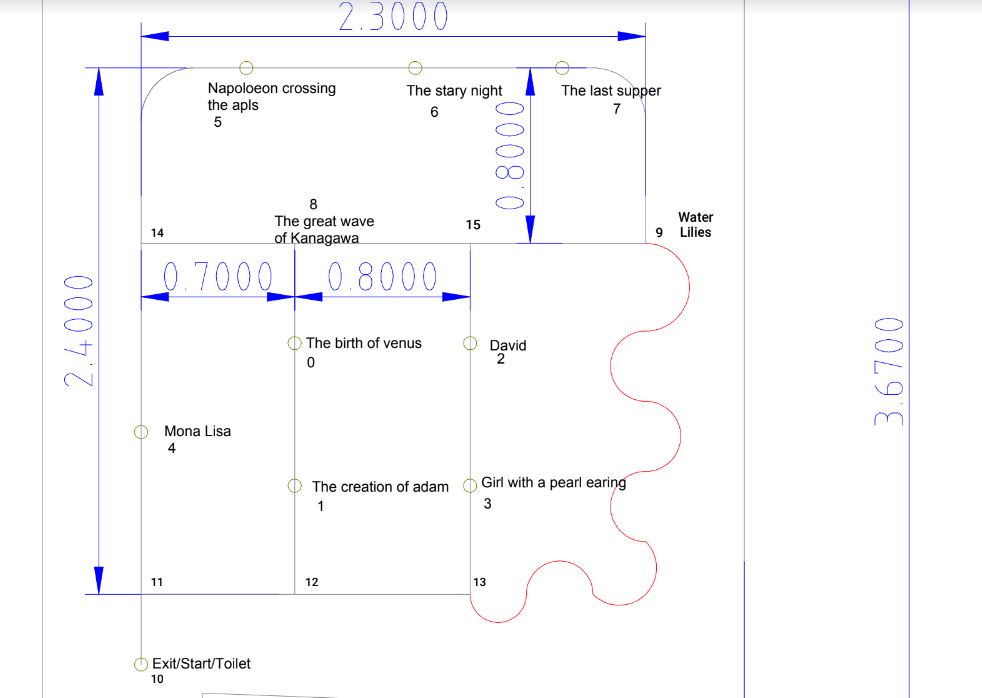 2.3000
Napoloeon crossing
the apls
5
The stary night
6
The last supper
7
0.8000
8
The great wave
of Kanagawa
14
15
9
Water
Lilies
0.7000
0.8000
2.4000
The birth of venus
0
David
2
3.6700
Mona Lisa
4
The creation of adam
1
Girl with a pearl earing
3
11
12
13
Exit/Start/Toilet
10